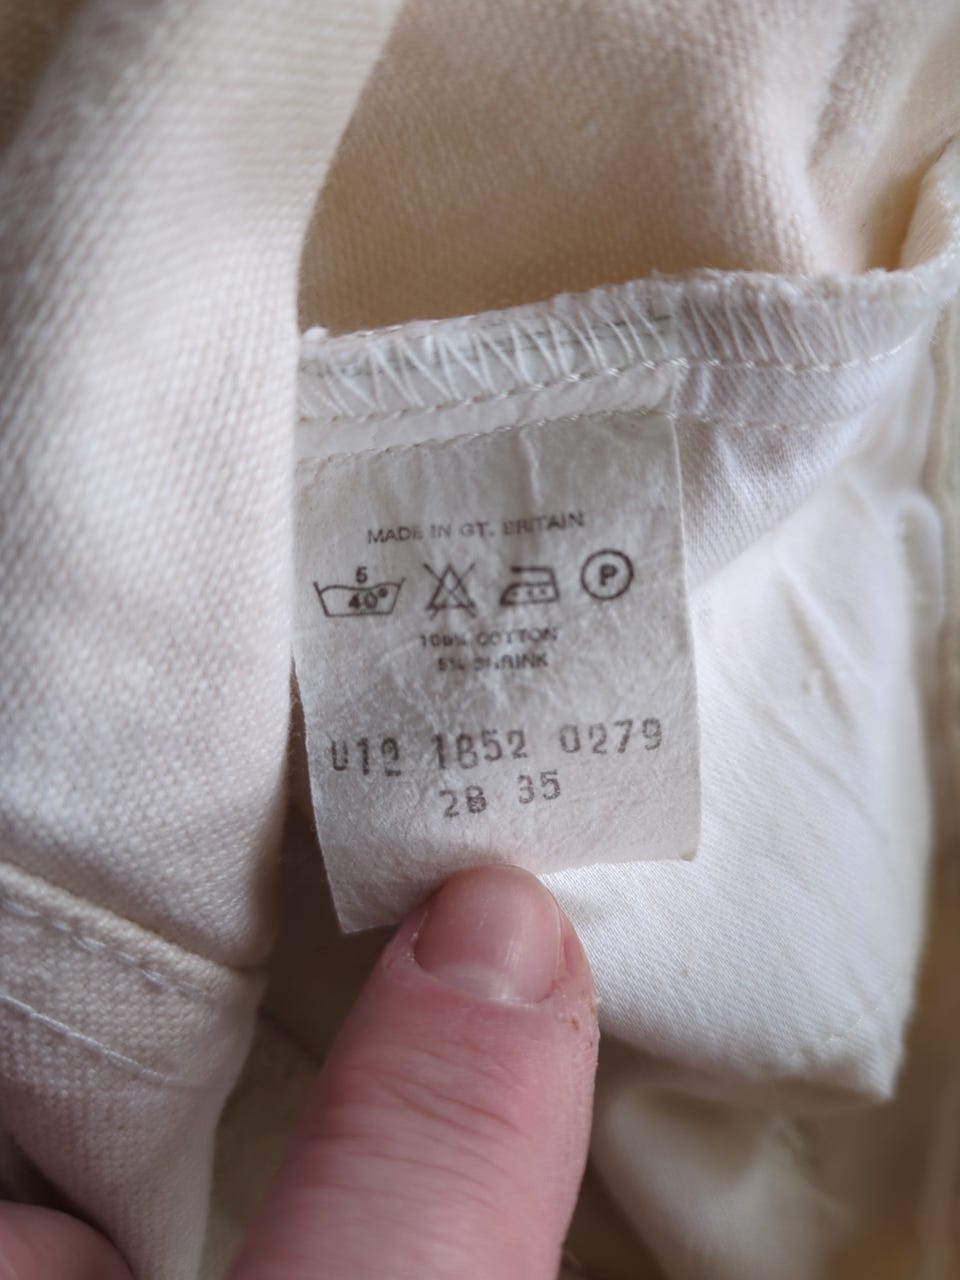 MADE IN GT. BRITAIN
5
40°
P
100% COTTON
5% SHRINK
U12 1852 0279
28 35